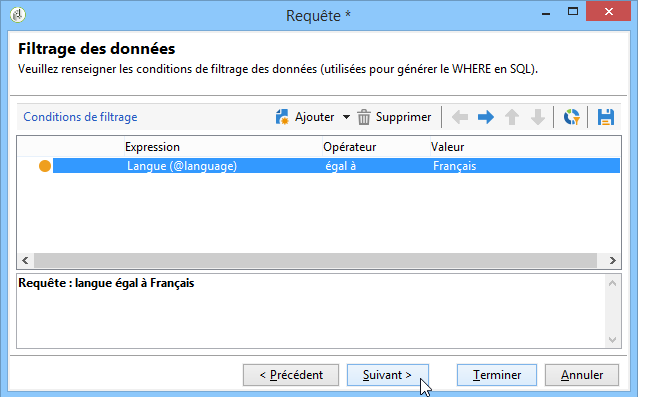 Requête *
Filtrage des données
Veuillez renseigner les conditions de filtrage des données (utilisées pour générer le WHERE en SQL).
Conditions de filtrage Ajouter Supprimer
Expression Opérateur Valeur
Langue (@language) égal à Français
Requête : langue égal à Français
< Précédent Suivant > Terminer Annuler